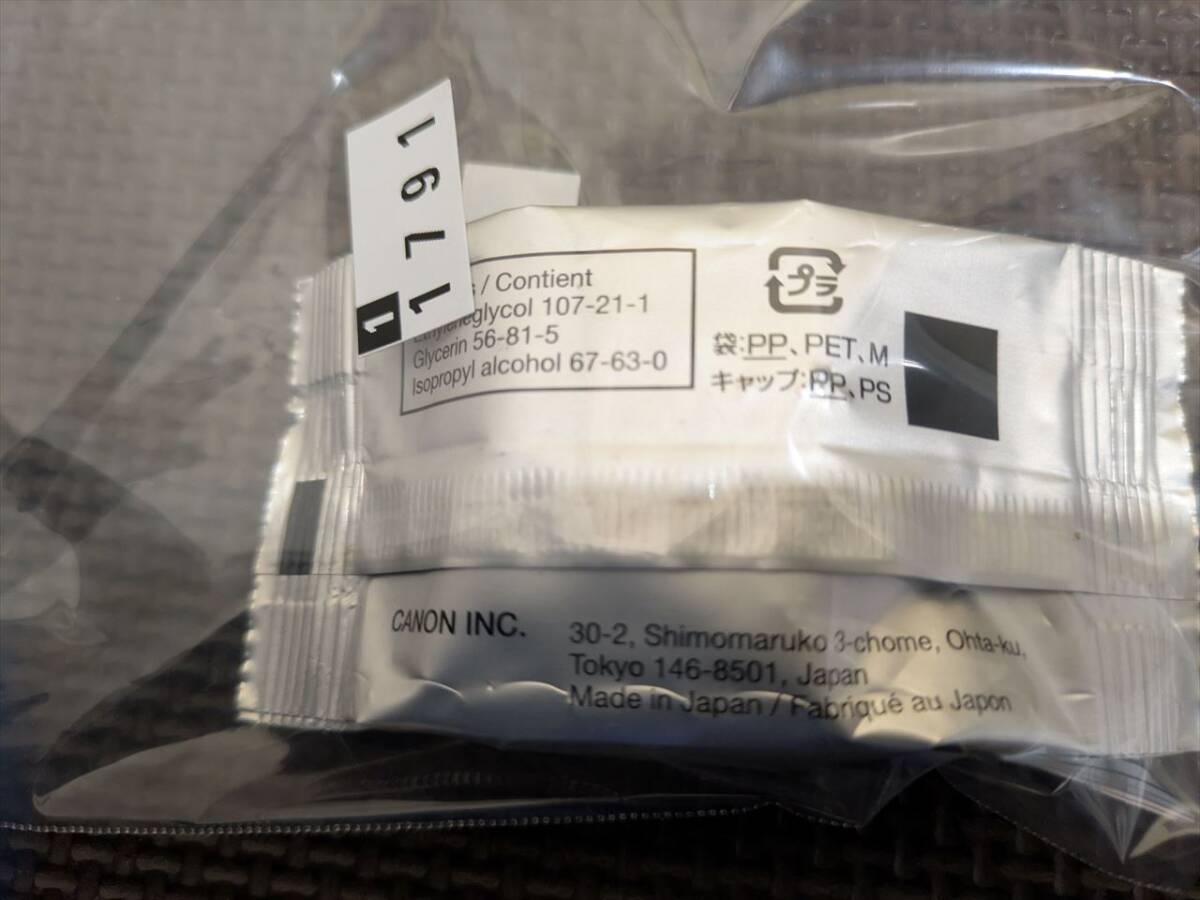 1 1791
s / Contient
Ethyleneglycol 107-21-1
Glycerin 56-81-5
Isopropyl alcohol 67-63-0
プラ
袋:PP、PET、M
キャップ:PP、PS
CANON INC.
30-2, Shimomaruko 3-chome, Ohta-ku,
Tokyo 146-8501, Japan
Made in Japan / Fabriqué au Japon